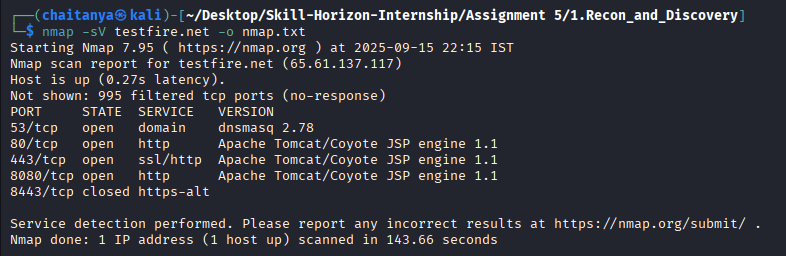 ┌──(chaitanya㉿kali)-[~/Desktop/Skill-Horizon-Internship/Assignment 5/1.Recon_and_Discovery]
└─$ nmap -sV testfire.net -o nmap.txt
Starting Nmap 7.95 ( https://nmap.org ) at 2025-09-15 22:15 IST
Nmap scan report for testfire.net (65.61.137.117)
Host is up (0.27s latency).
Not shown: 995 filtered tcp ports (no-response)
PORT     STATE  SERVICE   VERSION
53/tcp   open   domain    dnsmasq 2.78
80/tcp   open   http      Apache Tomcat/Coyote JSP engine 1.1
443/tcp  open   ssl/http  Apache Tomcat/Coyote JSP engine 1.1
8080/tcp open   http      Apache Tomcat/Coyote JSP engine 1.1
8443/tcp closed https-alt
Service detection performed. Please report any incorrect results at https://nmap.org/submit/ .
Nmap done: 1 IP address (1 host up) scanned in 143.66 seconds